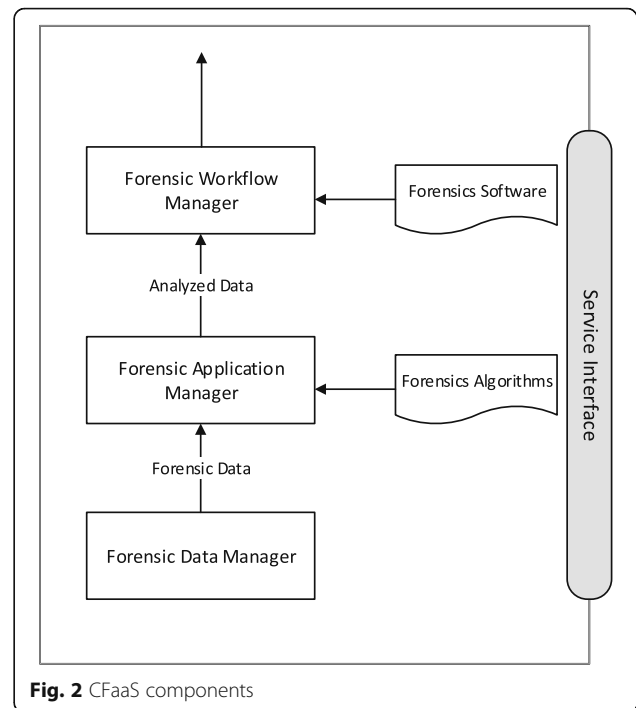 Forensic Workflow
Manager
Forensics Software
Analyzed Data
Forensic Application
Manager
Forensics Algorithms
Forensic Data
Forensic Data Manager
Service Interface
Fig. 2 CFaaS components